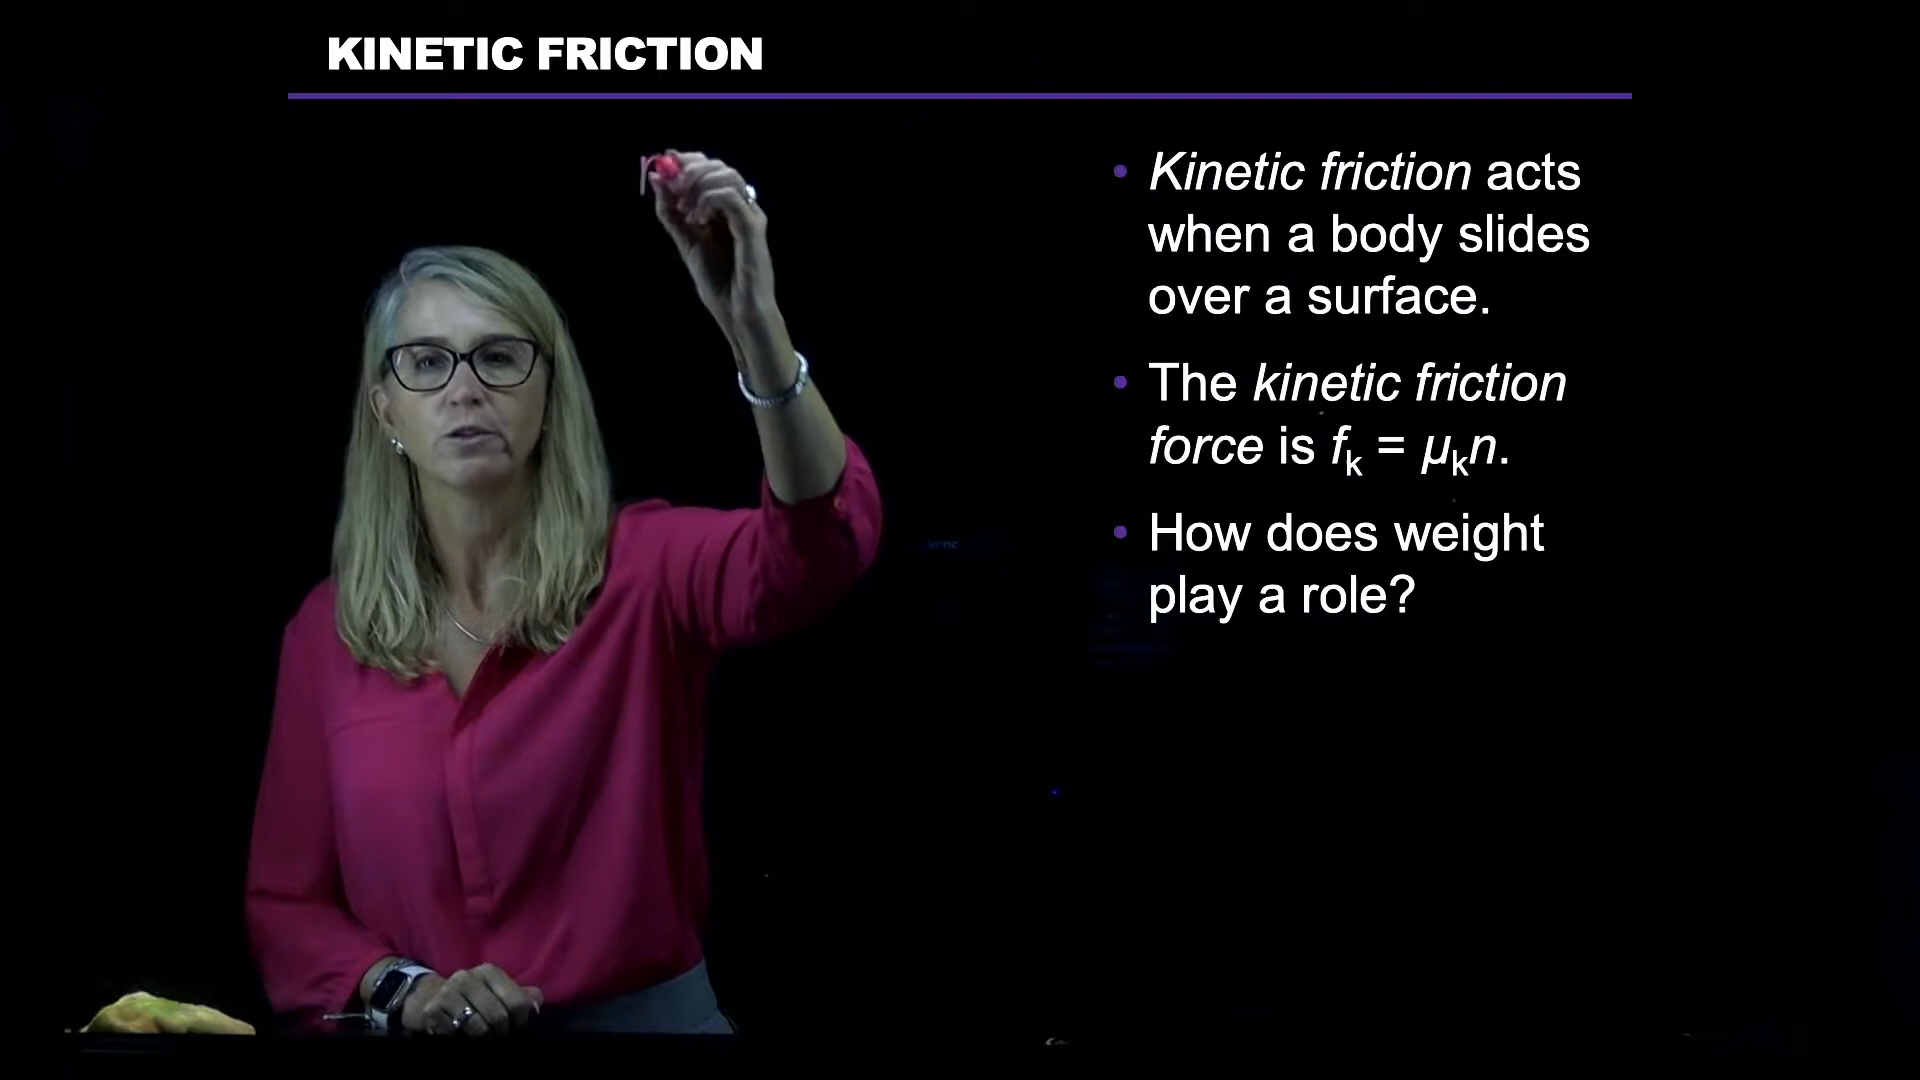 KINETIC FRICTION
• Kinetic friction acts
when a body slides
over a surface.
• The kinetic friction
force is fₖ = μₖn.
• How does weight
play a role?